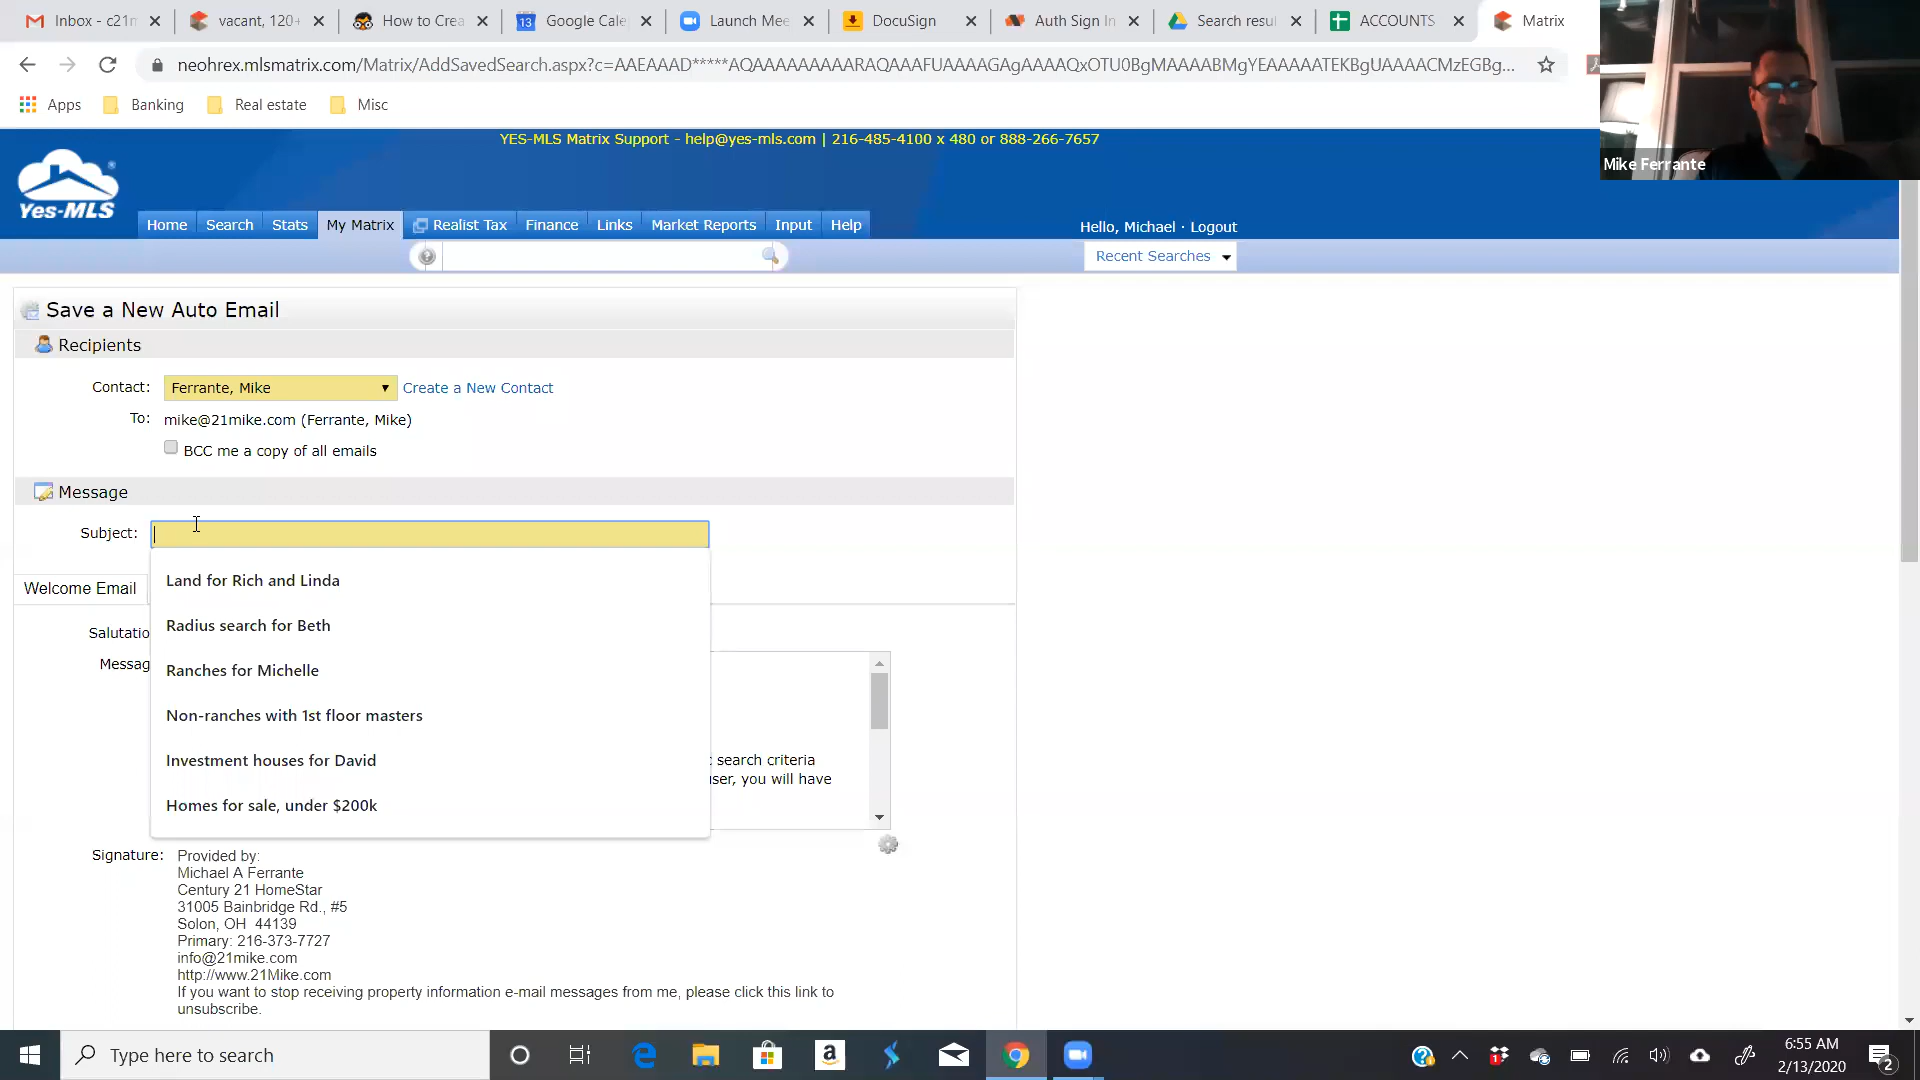 Inbox - c21m
vacant, 120+
How to Crea
Google Cale
Launch Mee
DocuSign
Auth Sign In
Search resul
ACCOUNTS
Matrix
neohrex.mlsmatrix.com/Matrix/AddSavedSearch.aspx?c=AAEAAAD*****AQAAAAAAAAARAQAAAFUAAAAGAgAAAAQxOTU0BgMAAAABMgYEAAAAATEKBgUAAAACMzEGBg...
Apps
Banking
Real estate
Misc
Mike Ferrante
YES-MLS Matrix Support - help@yes-mls.com | 216-485-4100 x 480 or 888-266-7657
Yes-MLS
Home
Search
Stats
My Matrix
Realist Tax
Finance
Links
Market Reports
Input
Help
Hello, Michael · Logout
Recent Searches
Save a New Auto Email
Recipients
Contact: Ferrante, Mike Create a New Contact
To: mike@21mike.com (Ferrante, Mike)
BCC me a copy of all emails
Message
Subject:
Land for Rich and Linda
Welcome Email
Radius search for Beth
Salutatio
Messag
Ranches for Michelle
Non-ranches with 1st floor masters
Investment houses for David
search criteria
user, you will have
Homes for sale, under $200k
Signature: Provided by:
Michael A Ferrante
Century 21 HomeStar
31005 Bainbridge Rd., #5
Solon, OH 44139
Primary: 216-373-7727
info@21mike.com
http://www.21Mike.com
If you want to stop receiving property information e-mail messages from me, please click this link to
unsubscribe.
Type here to search
6:55 AM
2/13/2020
2